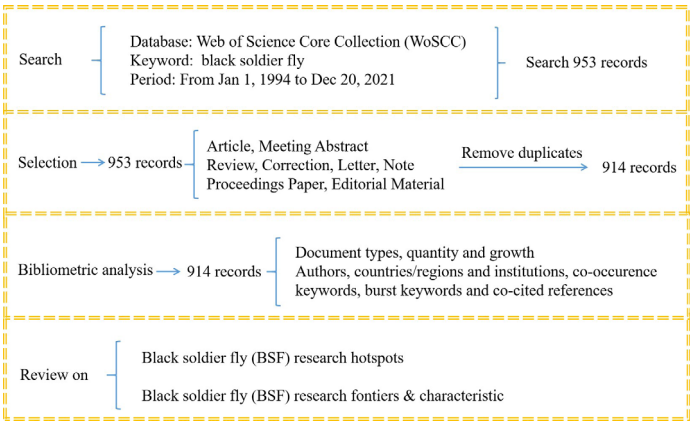 Search
Database: Web of Science Core Collection (WoSCC)
Keyword: black soldier fly
Period: From Jan 1, 1994 to Dec 20, 2021
Search 953 records
Selection
953 records
Article, Meeting Abstract
Review, Correction, Letter, Note
Proceedings Paper, Editorial Material
Remove duplicates
914 records
Bibliometric analysis
914 records
Document types, quantity and growth
Authors, countries/regions and institutions, co-occurence
keywords, burst keywords and co-cited references
Review on
Black soldier fly (BSF) research hotspots
Black soldier fly (BSF) research fontiers & characteristic